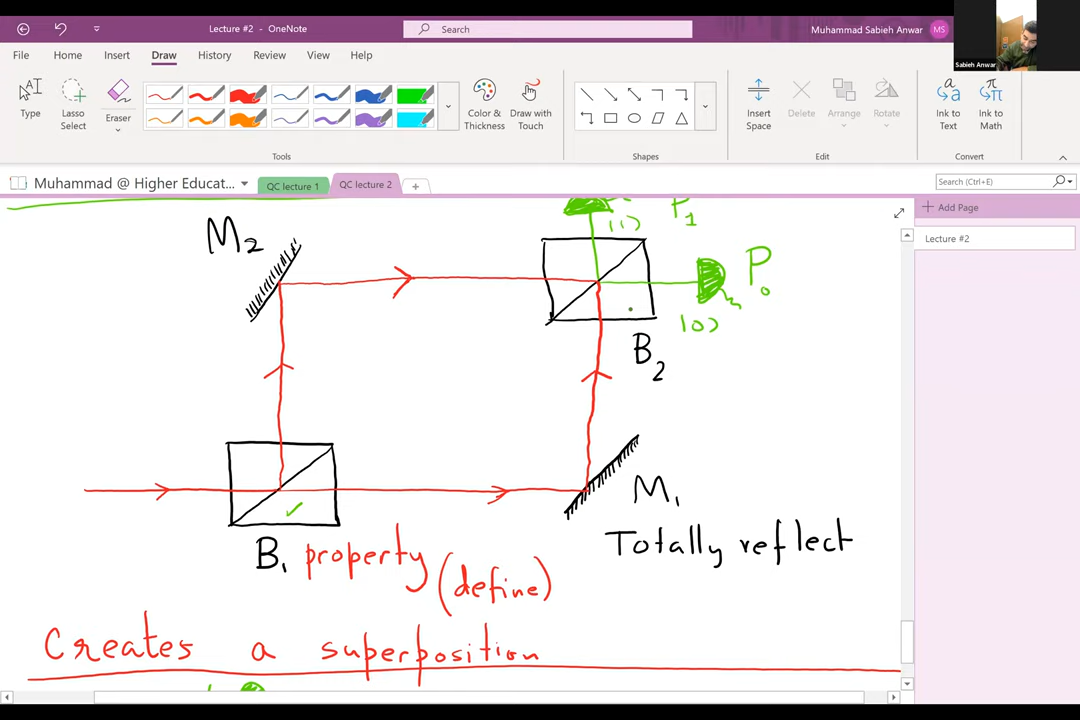 Lecture #2 - OneNote
Search
Muhammad Sabieh Anwar
MS
Sabieh Anwar
File Home Insert Draw History Review View Help
Type
Lasso Select
Eraser
Color & Thickness
Draw with Touch
Insert Space
Delete
Arrange
Rotate
Ink to Text
Ink to Math
Tools
Shapes
Edit
Convert
Muhammad @ Higher Educat...
QC lecture 1
QC lecture 2
Search (Ctrl+E)
Add Page
Lecture #2
M2
|1⟩
P1
P0
|0⟩
B2
M1
Totally reflect
B1 property (define)
Creates a superposition